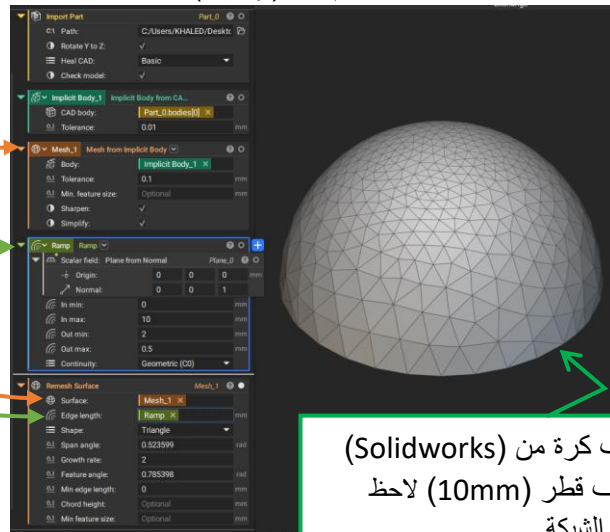 Import Part Part_0
Path: C:/Users/KHALED/Deskto
Rotate Y to Z:
Heal CAD: Basic
Check model:
Implicit Body_1 Implicit Body from CA...
CAD body: Part_0.bodies[0]
Tolerance: 0.01 mm
Mesh_1 Mesh from Implicit Body
Body: Implicit Body_1
Tolerance: 0.1 mm
Min. feature size: Optional mm
Sharpen:
Simplify:
Ramp Ramp
Scalar field: Plane from Normal Plane_0
Origin: 0 0 0 mm
Normal: 0 0 1
In min: 0 mm
In max: 10 mm
Out min: 2 mm
Out max: 0.5 mm
Continuity: Geometric (C0)
Remesh Surface Mesh_1
Surface: Mesh_1
Edge length: Ramp mm
Shape: Triangle
Span angle: 0.523599 rad
Growth rate: 2
Feature angle: 0.785398 rad
Min edge length: 0 mm
Chord height: Optional mm
Min feature size: Optional mm
كرة من (Solidworks)
قطر (10mm) لاحظ
الشبكة